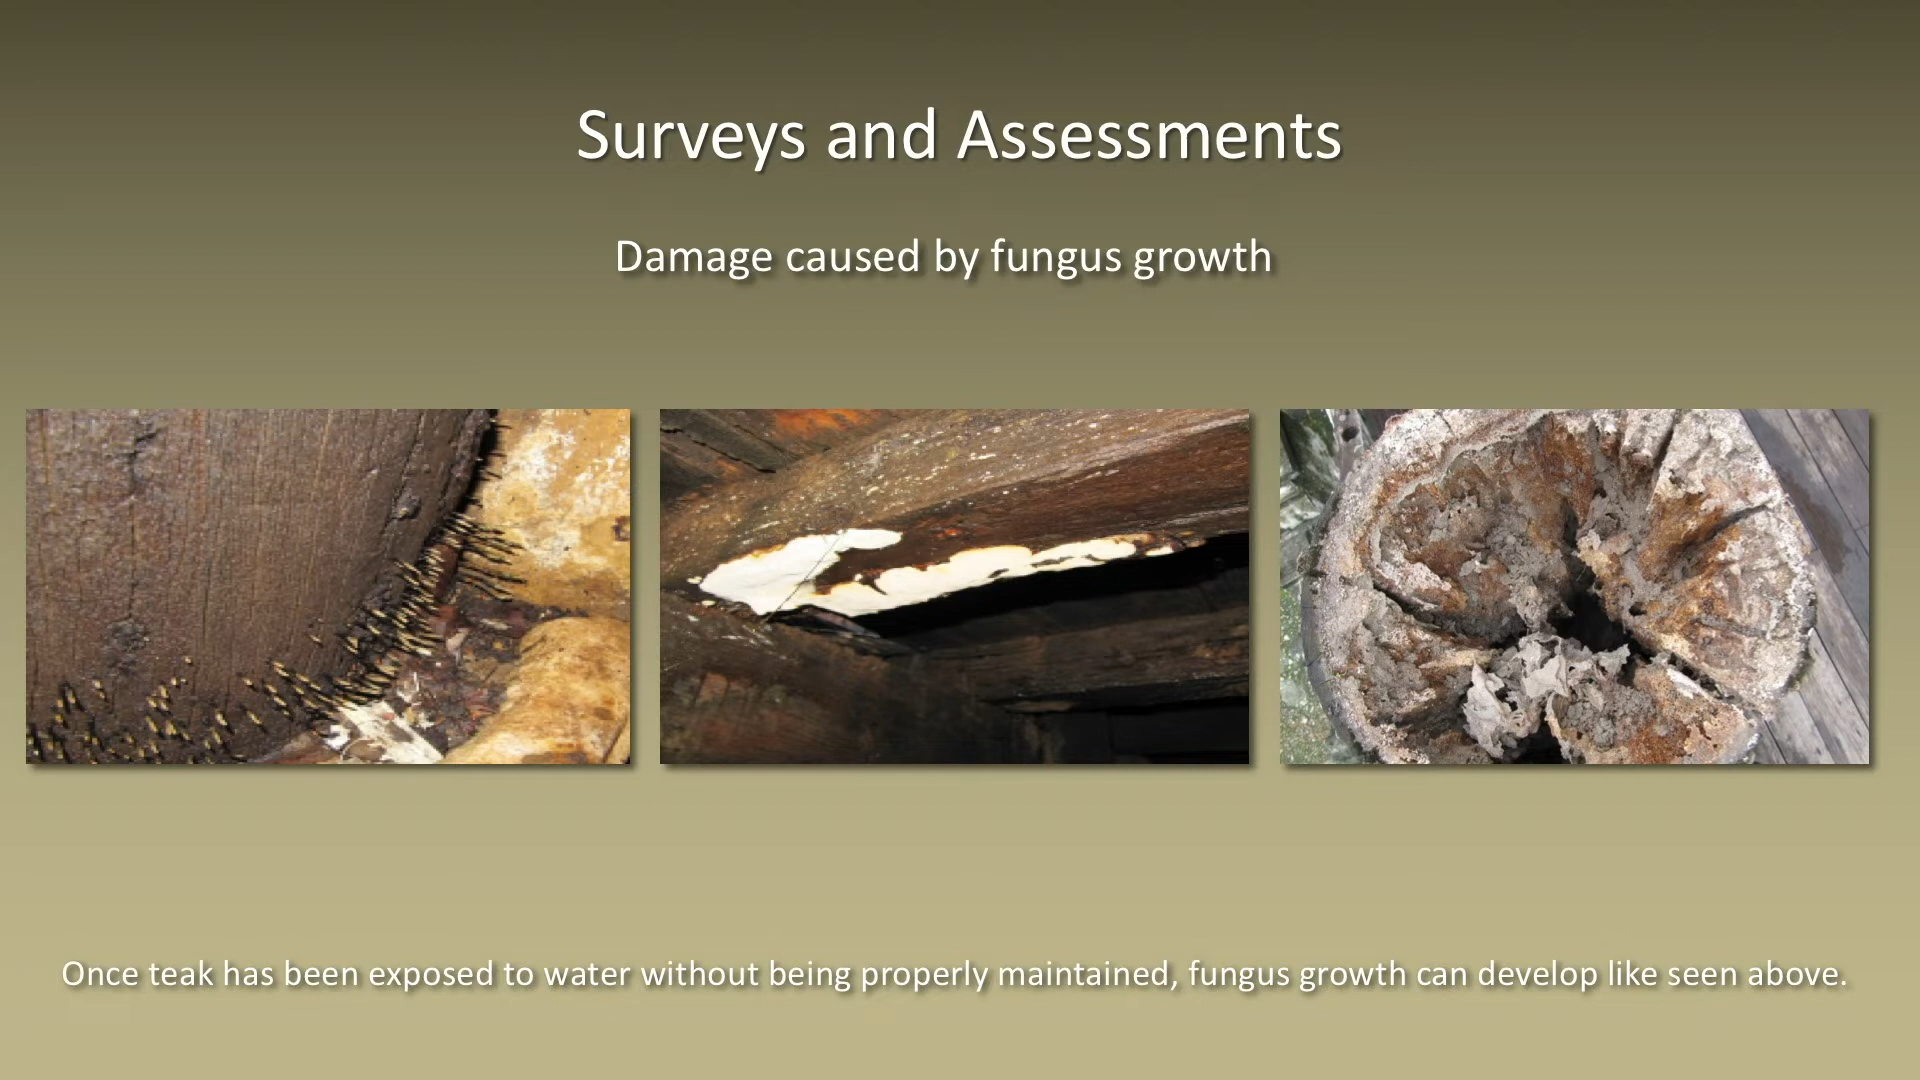 Surveys and Assessments
Damage caused by fungus growth
Once teak has been exposed to water without being properly maintained, fungus growth can develop like seen above.